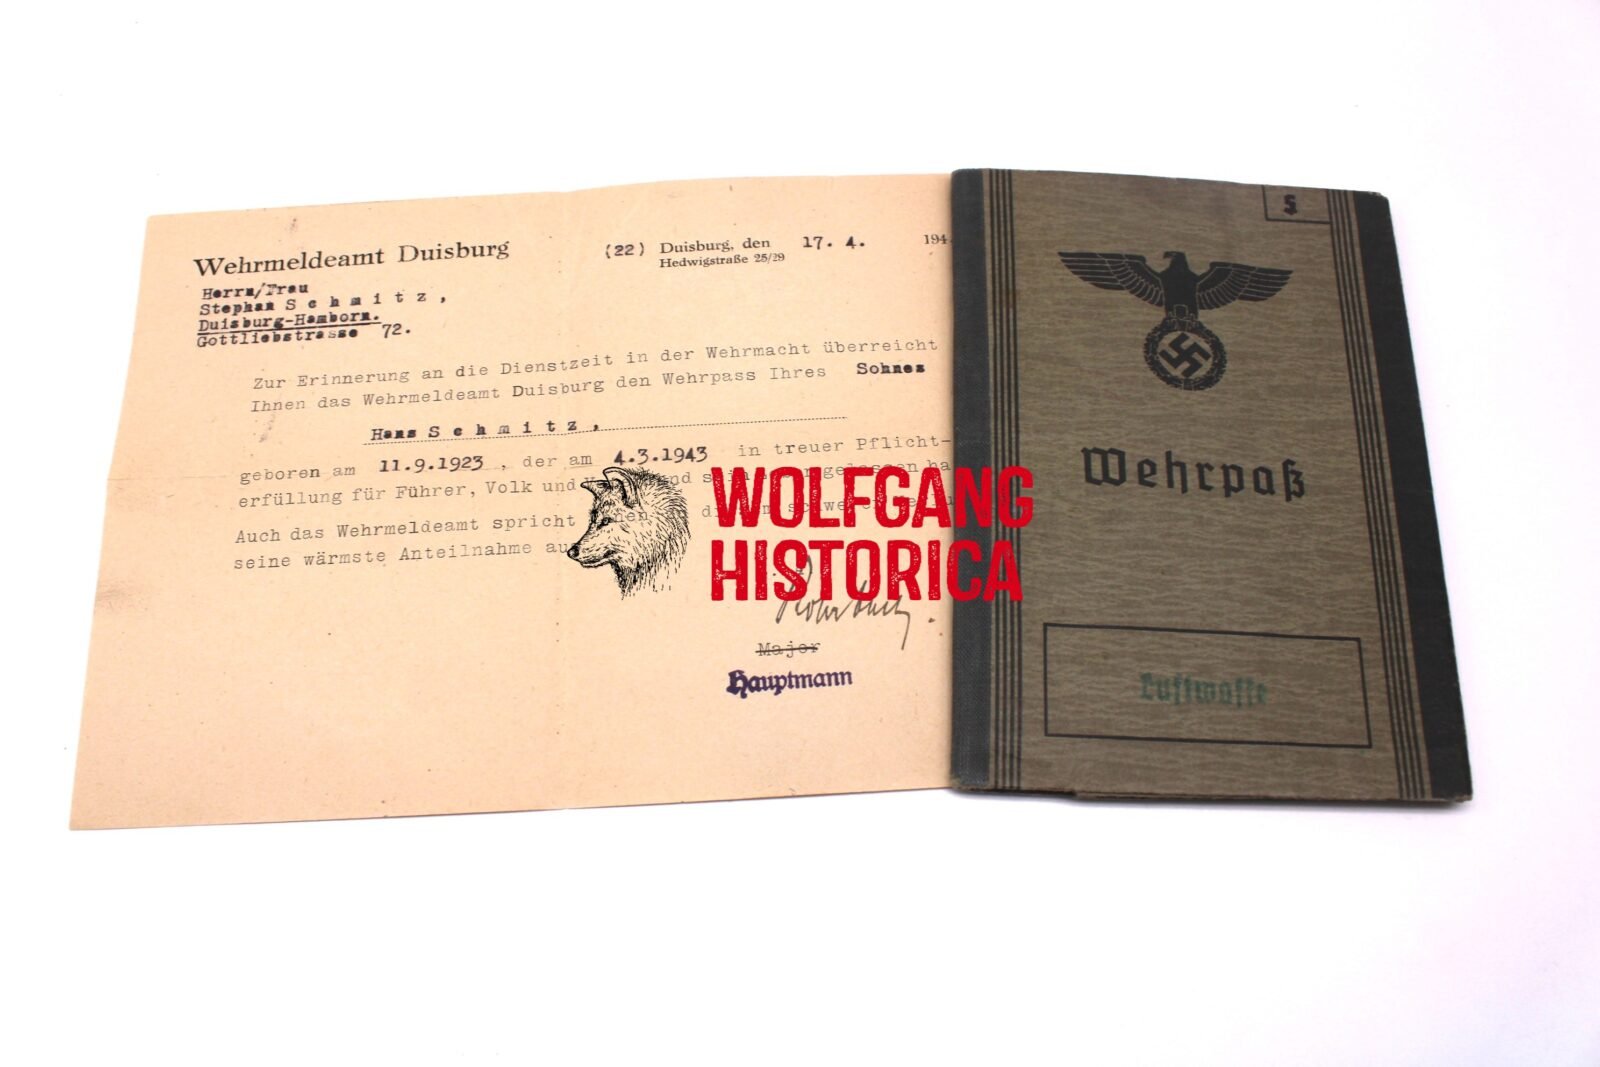 Wehrmeldeamt Duisburg
(22) Duisburg, den 17. 4. 194
Hedwigstraße 25/29
Herrn/Frau
Stephan S c h m i t z ,
Duisburg-Hamborn.
Gottliebstrasse 72.
Zur Erinnerung an die Dienstzeit in der Wehrmacht überreicht
Ihnen das Wehrmeldeamt Duisburg den Wehrpass Ihres Sohnes
Hans S c h m i t z ,
geboren am 11.9.1923 , der am 4.3.1943 in treuer Pflicht-
erfüllung für Führer, Volk und
Auch das Wehrmeldeamt spricht
seine wärmste Anteilnahme aus
Major
Hauptmann
WOLFGANG
HISTORICA
S
Wehrpaß
Luftwaffe